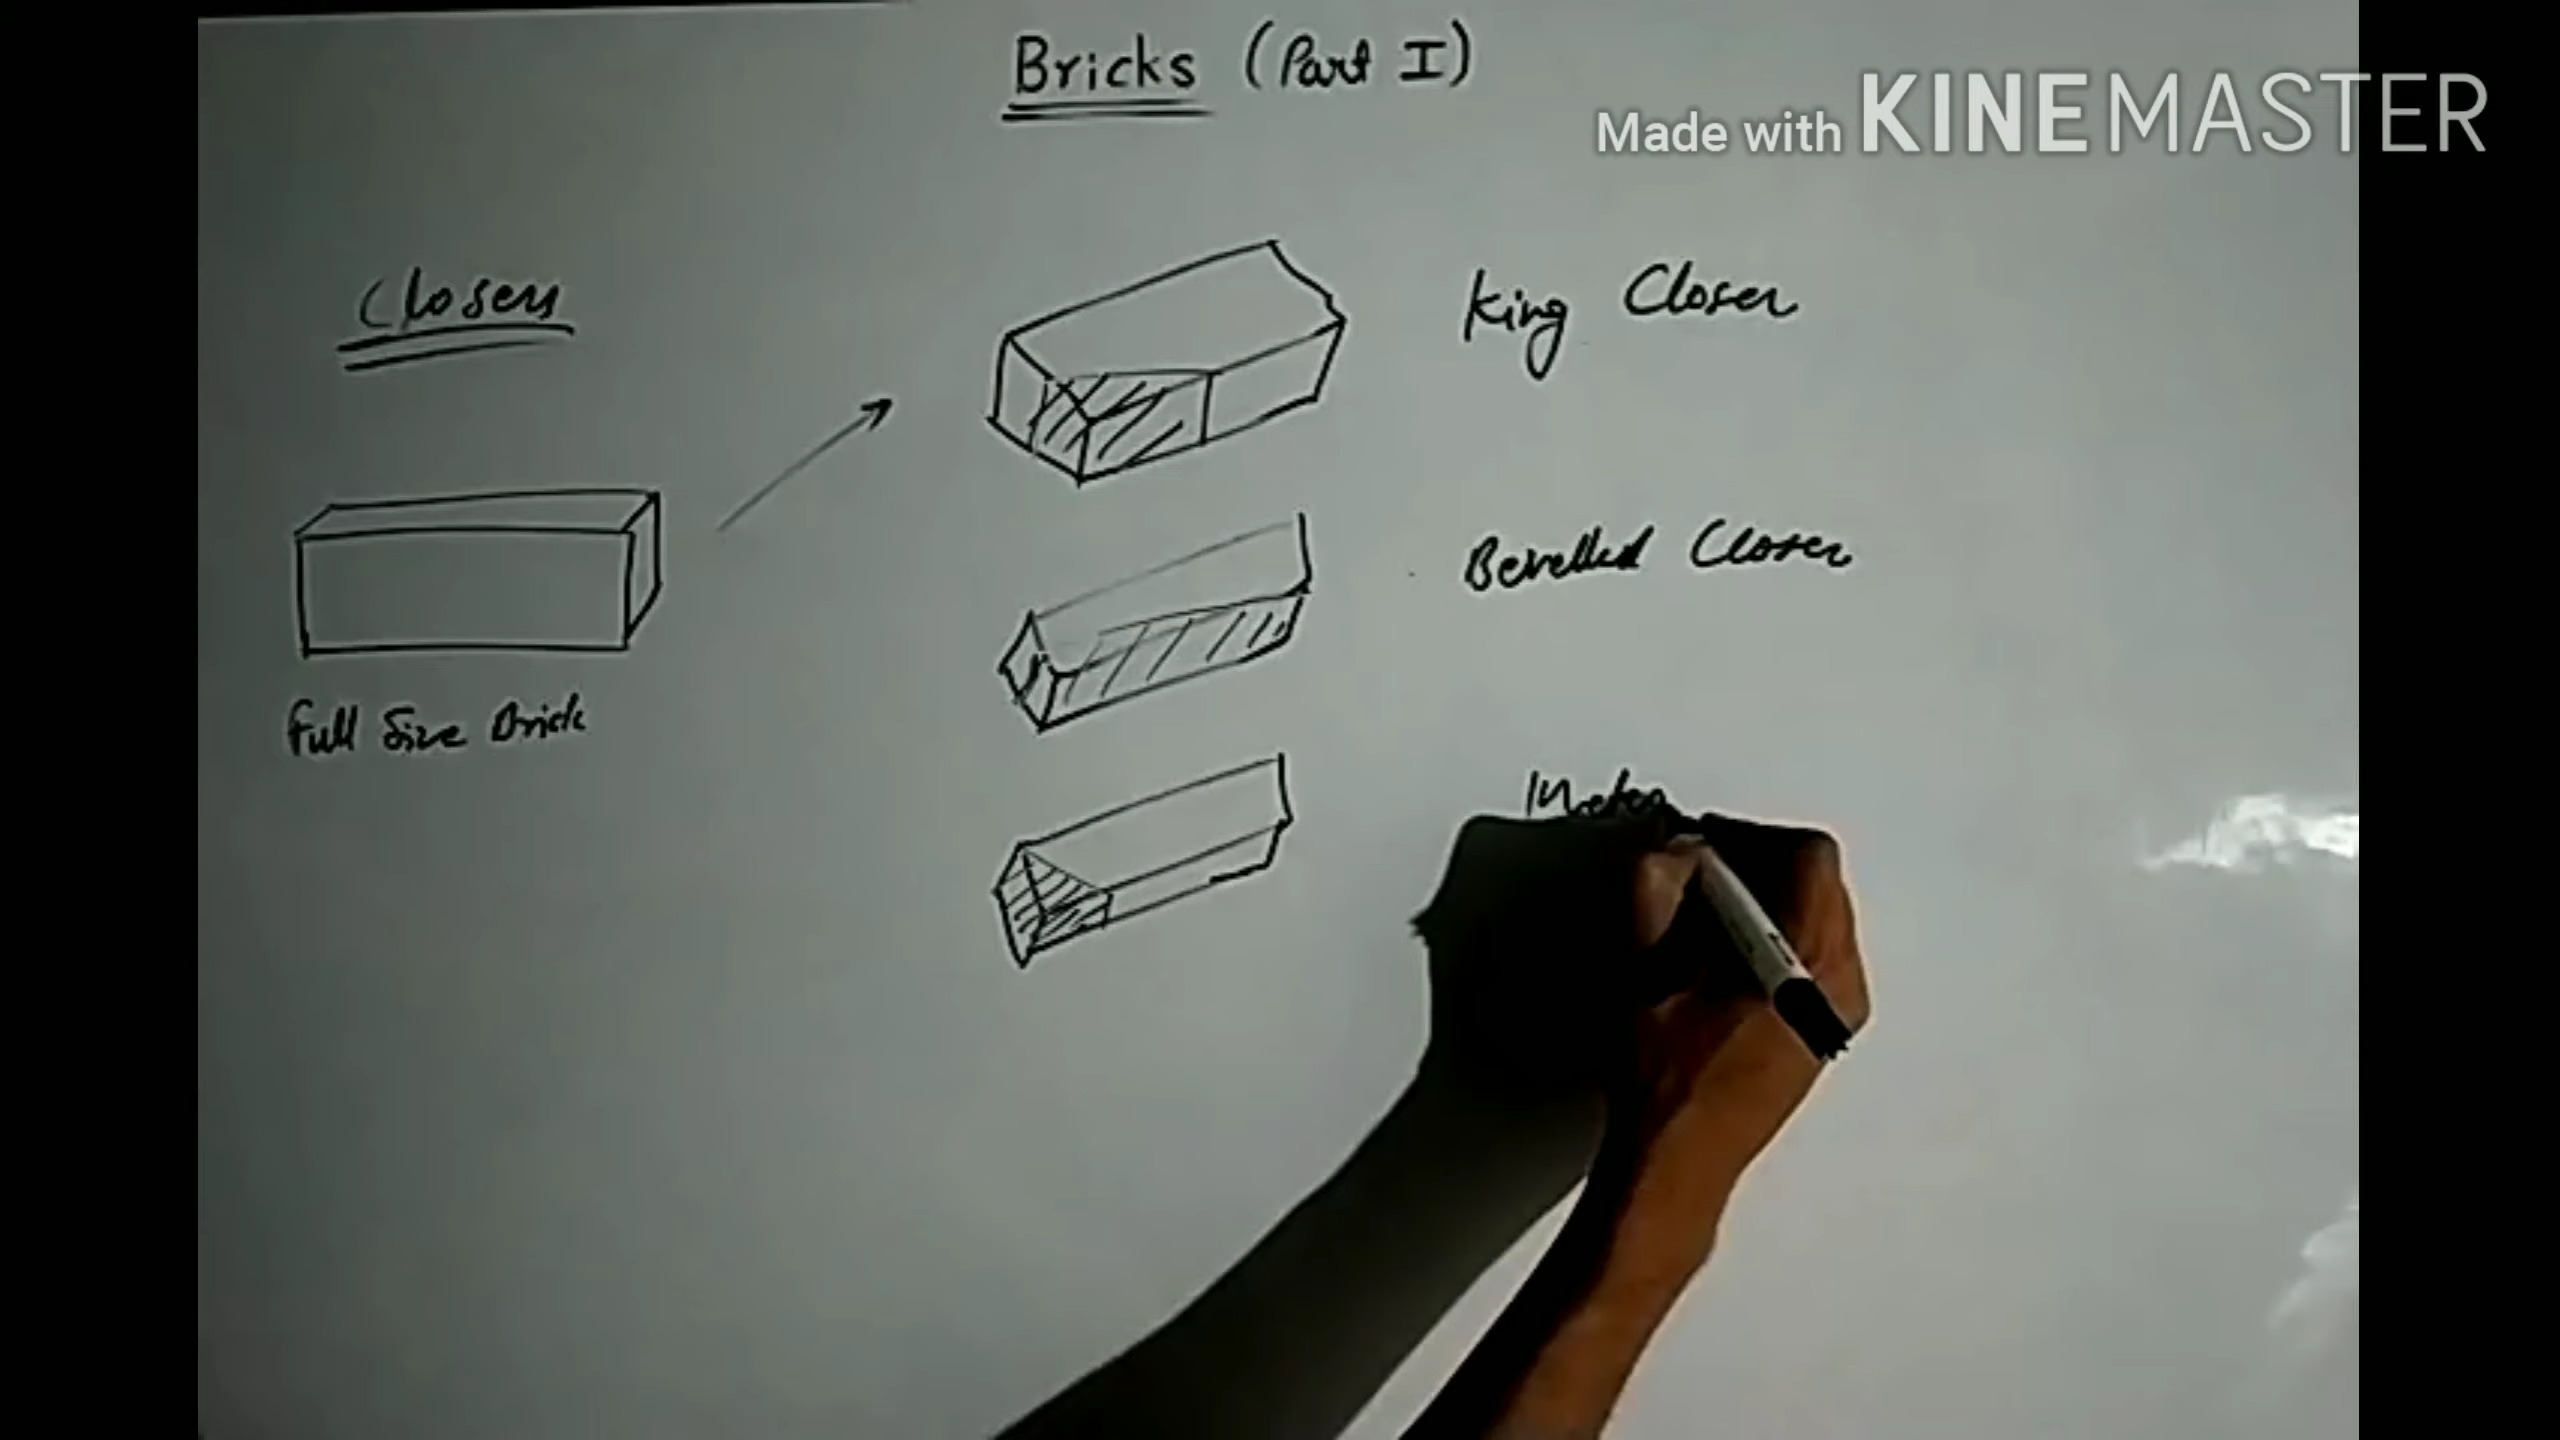 Bricks (Part I)
Made with KINEMASTER
Closers
King Closer
Bevelled Closer
Full Size Brick